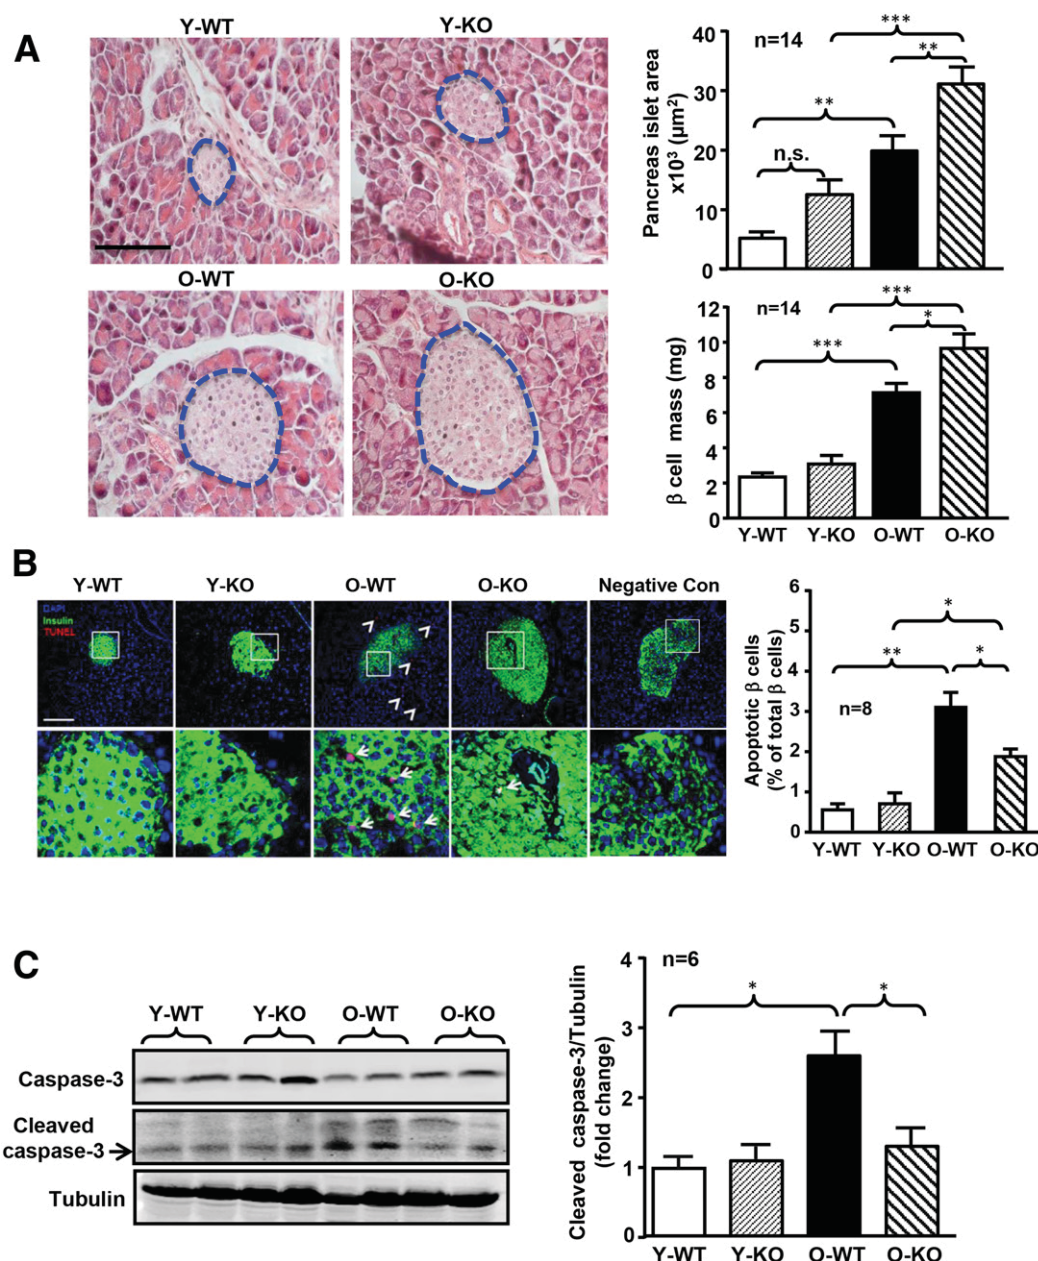 A
Y-WT
Y-KO
O-WT
O-KO
Pancreas islet area
x10³ (µm²)
40
30
20
10
0
n=14
n.s.
**
**
***
β cell mass (mg)
12
10
8
6
4
2
0
n=14
***
*
***
Y-WT Y-KO O-WT O-KO
B
Y-WT Y-KO O-WT O-KO Negative Con
DAPI
Insulin
TUNEL
Apoptotic β cells
(% of total β cells)
6
5
4
3
2
1
0
n=8
**
*
*
Y-WT Y-KO O-WT O-KO
C
Y-WT Y-KO O-WT O-KO
Caspase-3
Cleaved
caspase-3
Tubulin
Cleaved caspase-3/Tubulin
(fold change)
4
3
2
1
0
n=6
*
*
Y-WT Y-KO O-WT O-KO